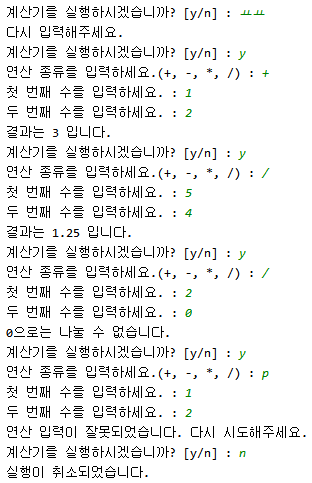 계산기를 실행하시겠습니까? [y/n] : ㅛㅛ
다시 입력해주세요.
계산기를 실행하시겠습니까? [y/n] : y
연산 종류를 입력하세요.(+, -, *, /) : +
첫 번째 수를 입력하세요. : 1
두 번째 수를 입력하세요. : 2
결과는 3 입니다.
계산기를 실행하시겠습니까? [y/n] : y
연산 종류를 입력하세요.(+, -, *, /) : /
첫 번째 수를 입력하세요. : 5
두 번째 수를 입력하세요. : 4
결과는 1.25 입니다.
계산기를 실행하시겠습니까? [y/n] : y
연산 종류를 입력하세요.(+, -, *, /) : /
첫 번째 수를 입력하세요. : 2
두 번째 수를 입력하세요. : 0
0으로는 나눌 수 없습니다.
계산기를 실행하시겠습니까? [y/n] : y
연산 종류를 입력하세요.(+, -, *, /) : p
첫 번째 수를 입력하세요. : 1
두 번째 수를 입력하세요. : 2
연산 입력이 잘못되었습니다. 다시 시도해주세요.
계산기를 실행하시겠습니까? [y/n] : n
실행이 취소되었습니다.